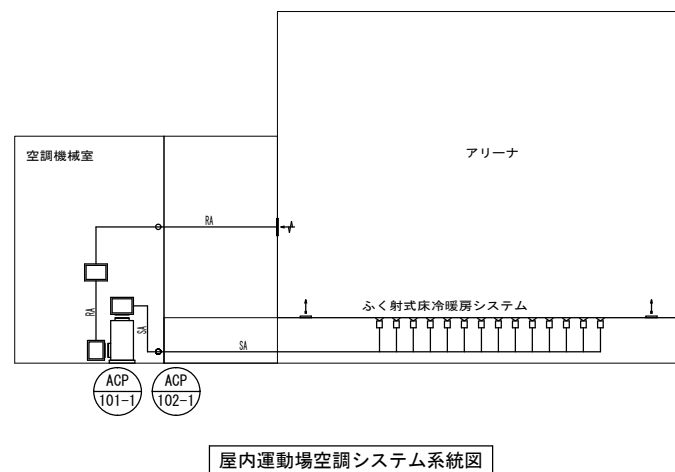 空調機械室
アリーナ
RA
ふく射式床冷暖房システム
RA
SA
SA
ACP
101-1
ACP
102-1
屋内運動場空調システム系統図